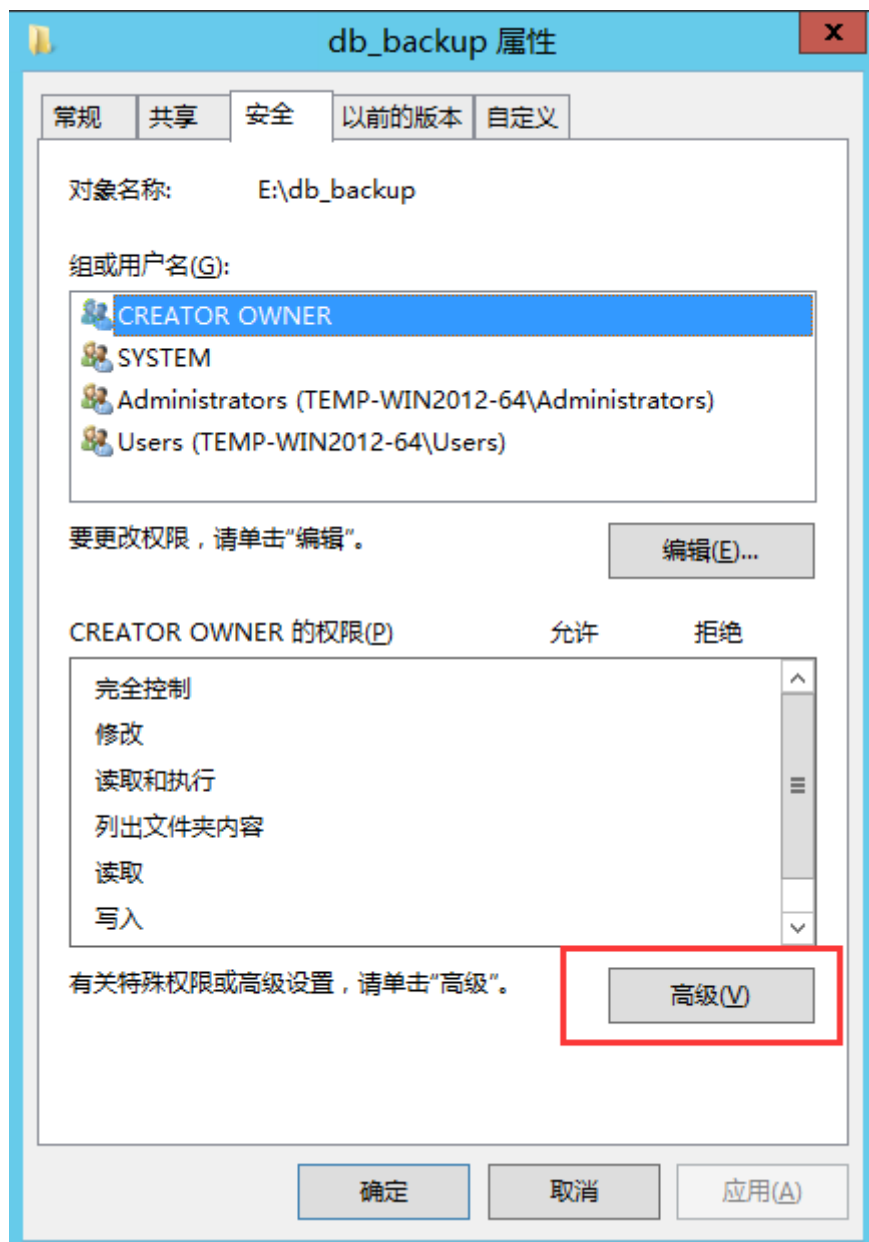 db_backup 属性
x
常规 共享 安全 以前的版本 自定义
对象名称: E:\db_backup
组或用户名(G):
CREATOR OWNER
SYSTEM
Administrators (TEMP-WIN2012-64\Administrators)
Users (TEMP-WIN2012-64\Users)
要更改权限，请单击“编辑”。
编辑(E)...
CREATOR OWNER 的权限(P) 允许 拒绝
完全控制
修改
读取和执行
列出文件夹内容
读取
写入
有关特殊权限或高级设置，请单击“高级”。
高级(V)
确定 取消 应用(A)